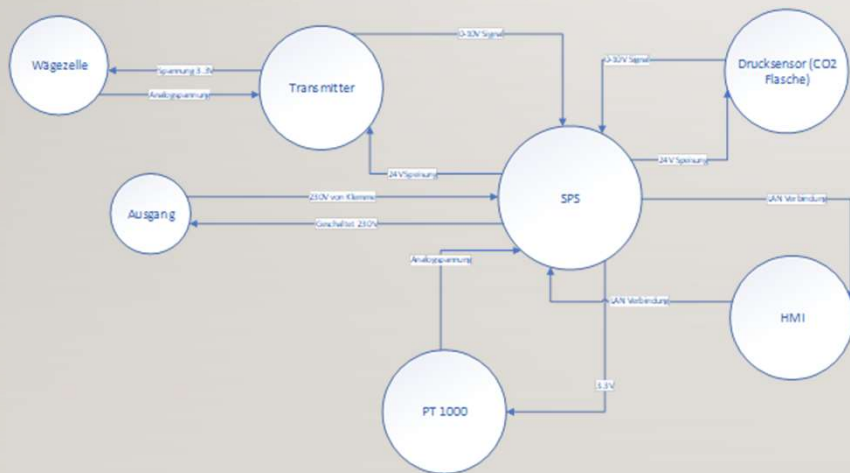 Wägezelle
Spannung 3.3V
Analogspannung
Transmitter
0-10V Signal
24V Speisung
Drucksensor (CO2
Flasche)
0-10V Signal
24V Speisung
SPS
Ausgang
230V von Klemme
Geschaltet 230V
LAN Verbindung
Analogspannung
LAN Verbindung
HMI
3.3V
PT 1000